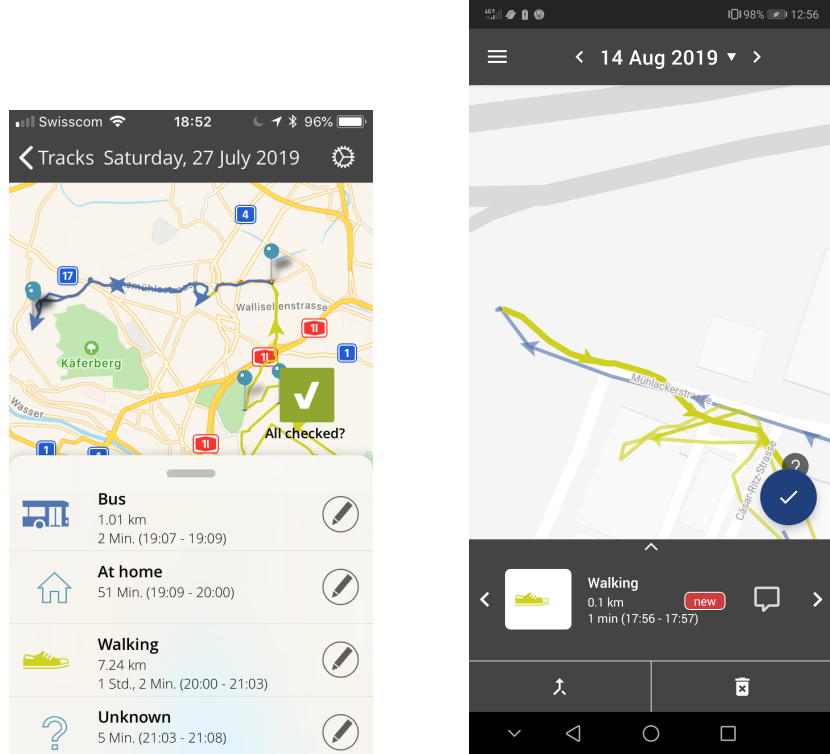 Swisscom
18:52
96%
Tracks
Saturday, 27 July 2019
4
17
Wallisellenstrasse
1l
1
Käferberg
1l
Wasser
All checked?
1l
1
4
Bus
1.01 km
2 Min. (19:07 - 19:09)
At home
51 Min. (19:09 - 20:00)
Walking
7.24 km
1 Std., 2 Min. (20:00 - 21:03)
Unknown
5 Min. (21:03 - 21:08)
98%
12:56
14 Aug 2019
Mühlackerstrasse
Cäsar-Ritz-Strasse
?
Walking
0.1 km
new
1 min (17:56 - 17:57)